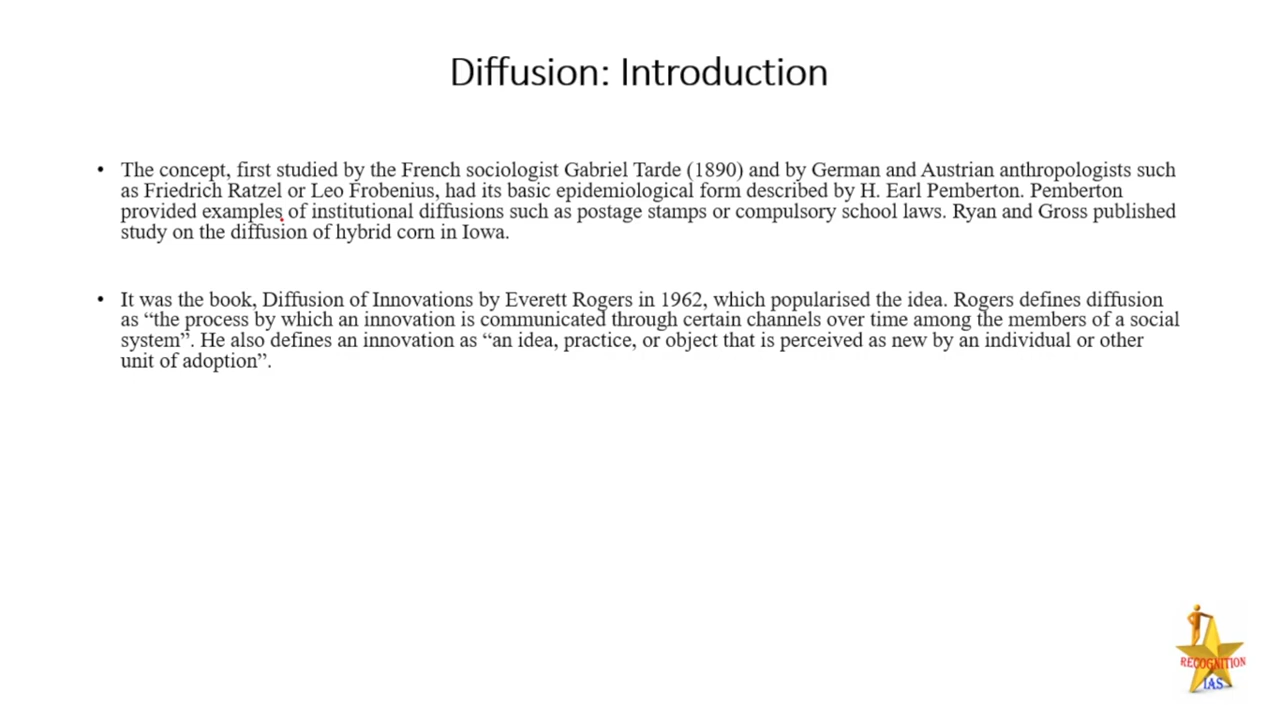 Diffusion: Introduction
• The concept, first studied by the French sociologist Gabriel Tarde (1890) and by German and Austrian anthropologists such
as Friedrich Ratzel or Leo Frobenius, had its basic epidemiological form described by H. Earl Pemberton. Pemberton
provided examples of institutional diffusions such as postage stamps or compulsory school laws. Ryan and Gross published
study on the diffusion of hybrid corn in Iowa.
• It was the book, Diffusion of Innovations by Everett Rogers in 1962, which popularised the idea. Rogers defines diffusion
as “the process by which an innovation is communicated through certain channels over time among the members of a social
system”. He also defines an innovation as “an idea, practice, or object that is perceived as new by an individual or other
unit of adoption”.
RECOGNITION
IAS